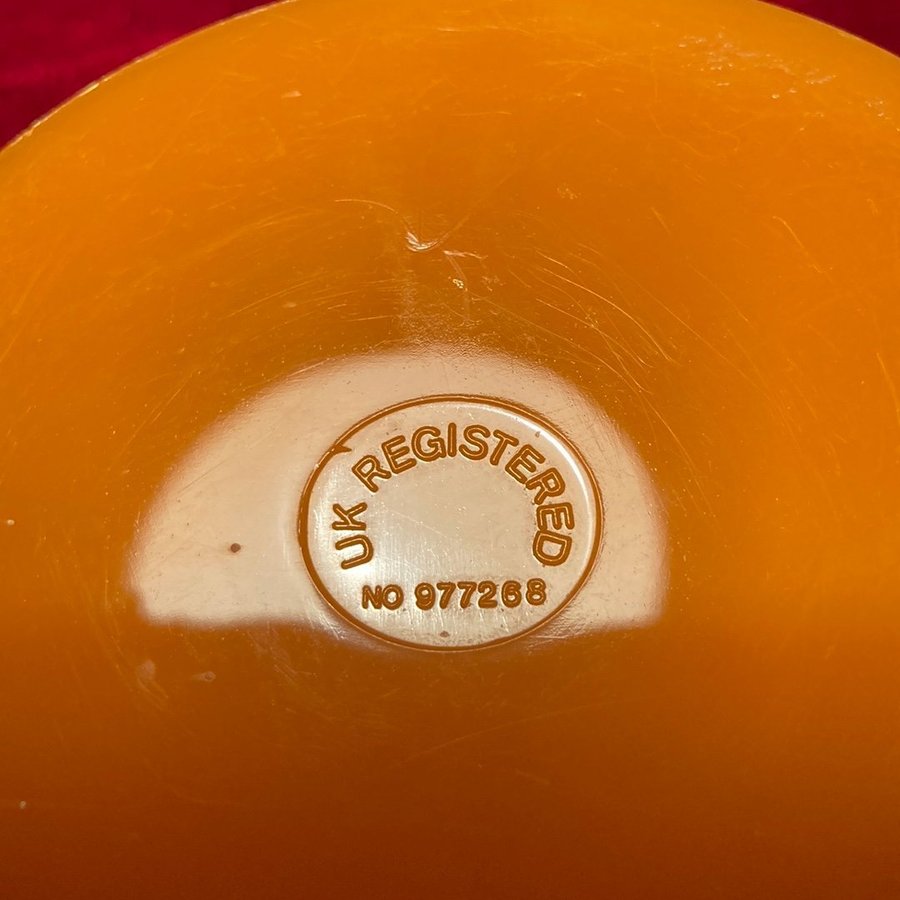 UK REGISTERED
NO 977268